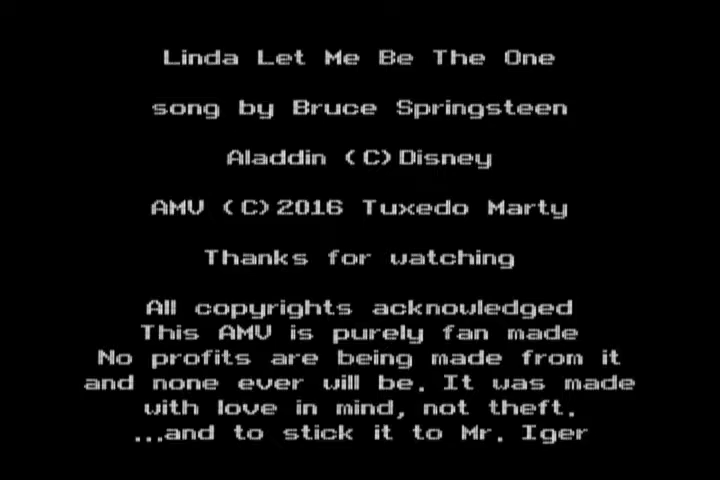 Linda Let Me Be The One
song by Bruce Springsteen
Aladdin (C)Disney
AMV (C)2016 Tuxedo Marty
Thanks for watching
All copyrights acknowledged
This AMV is purely fan made
No profits are being made from it
and none ever will be. It was made
with love in mind, not theft.
...and to stick it to Mr. Iger